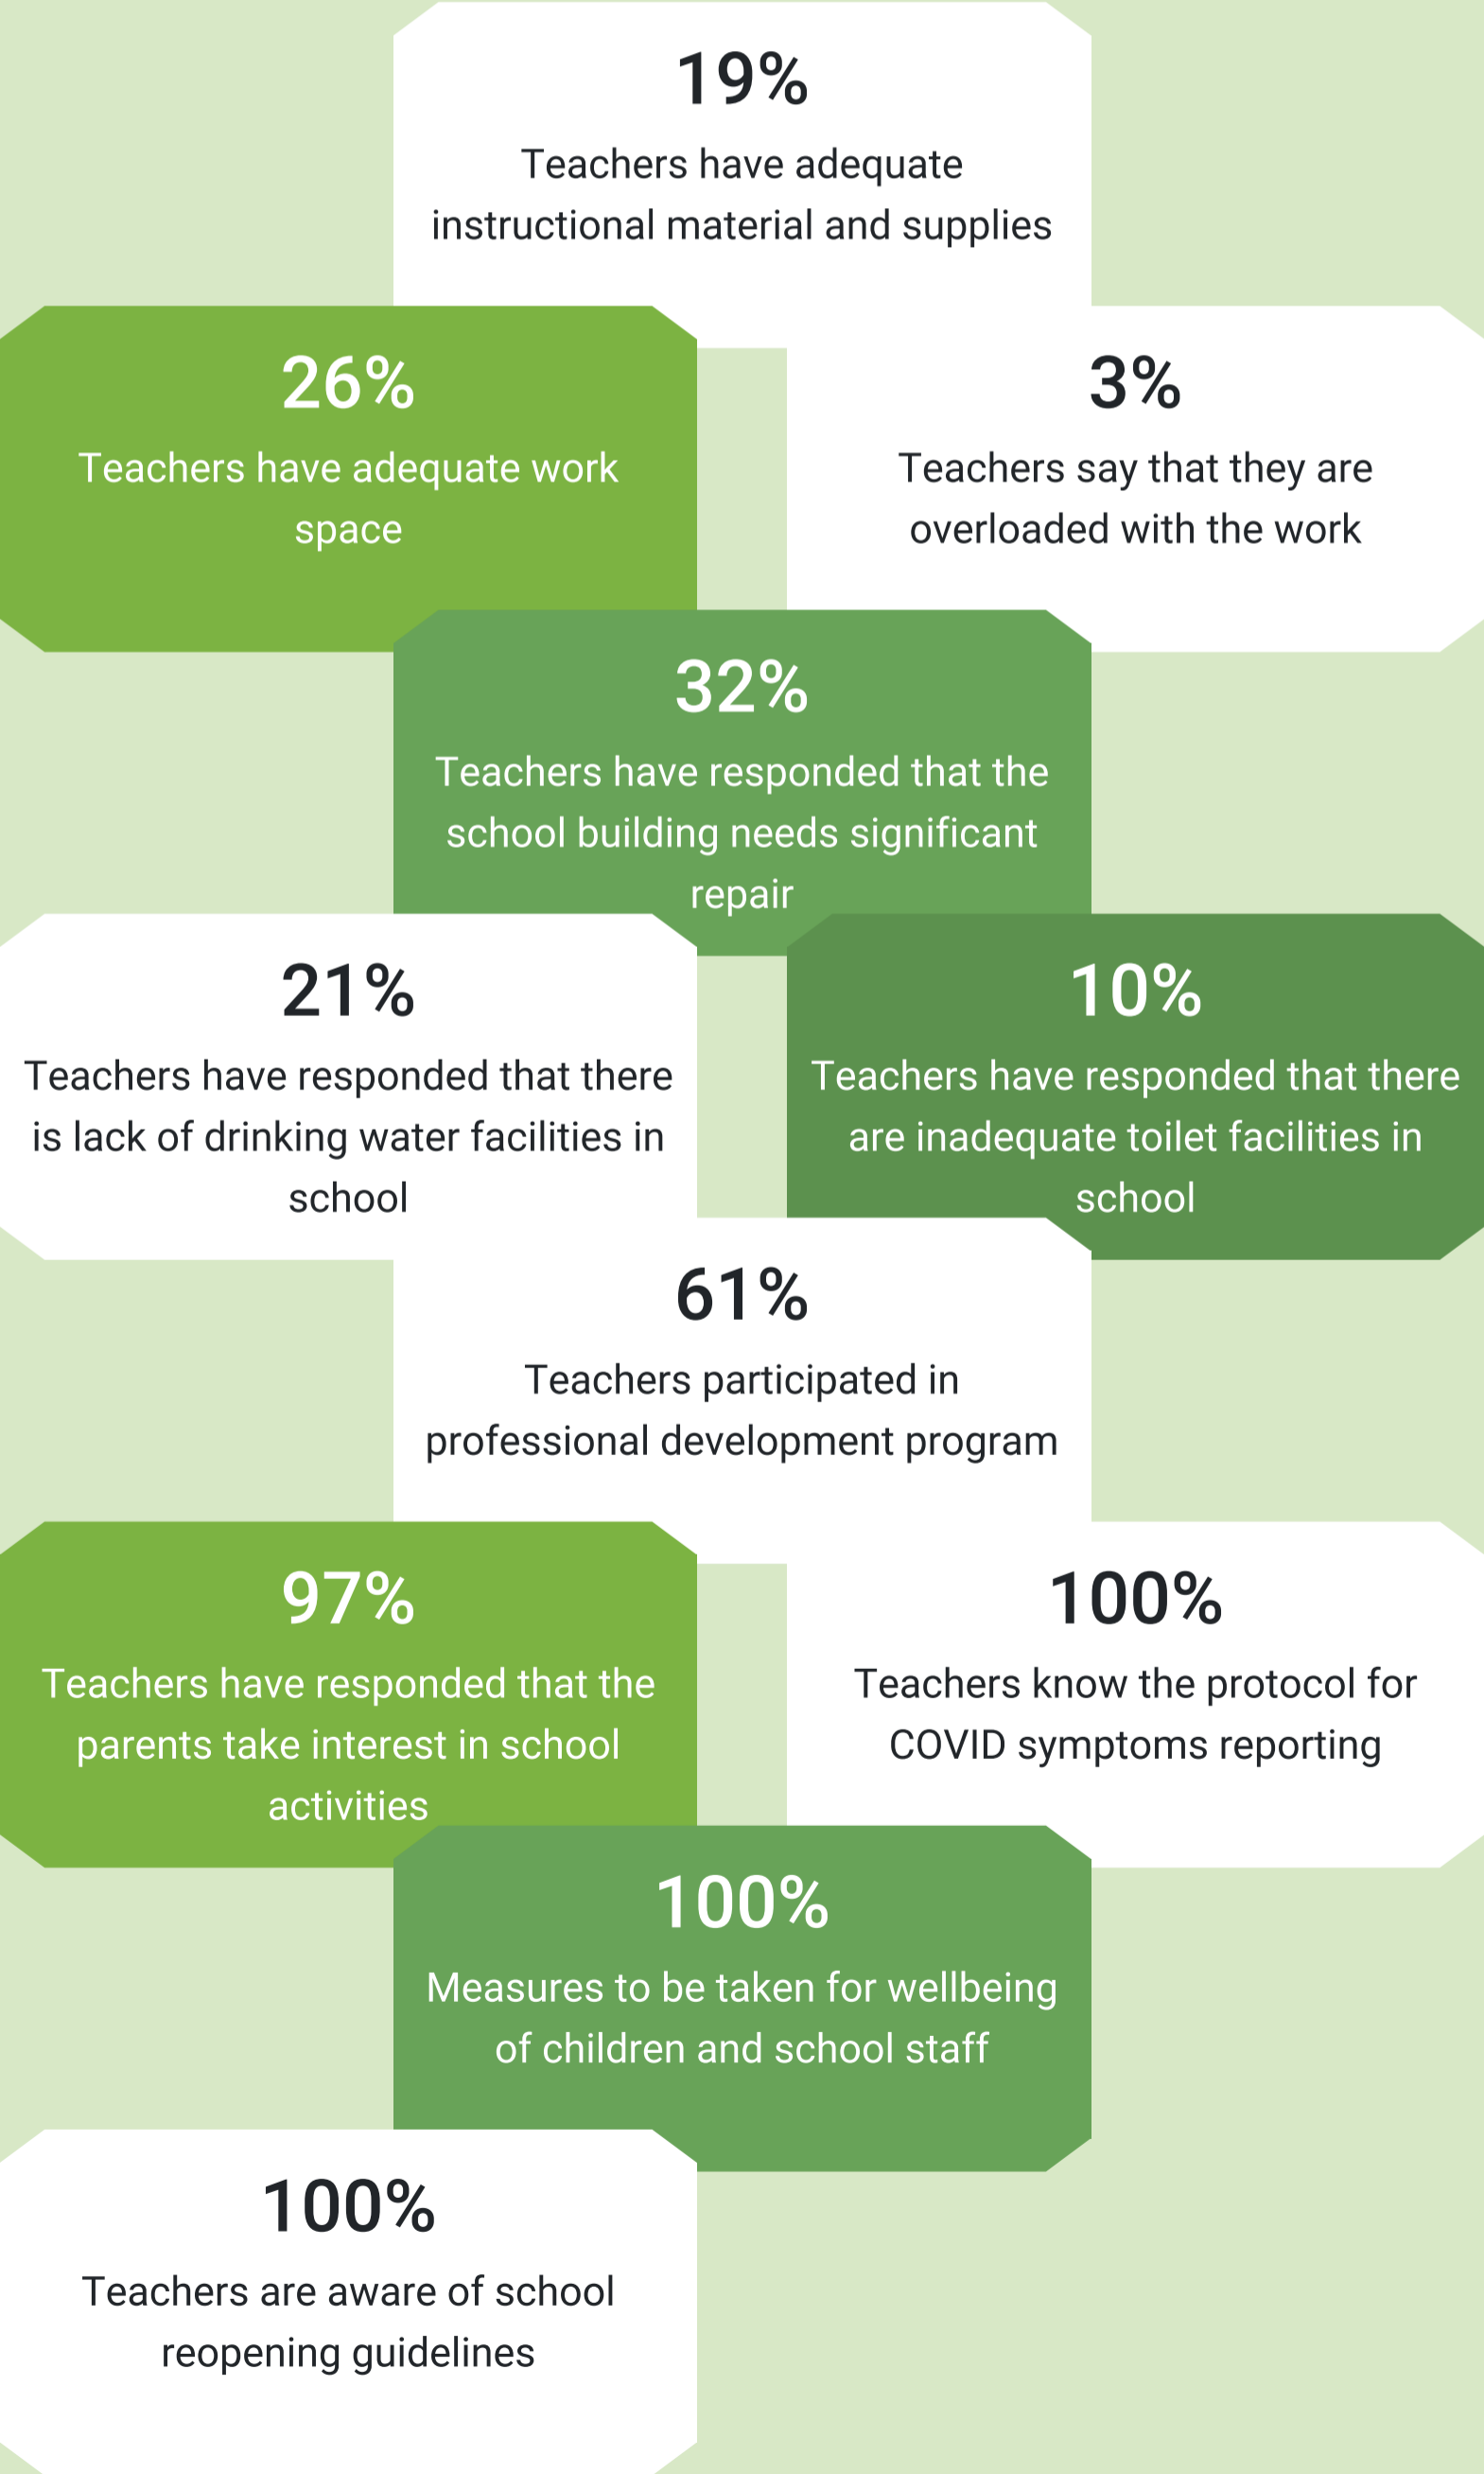 19%
Teachers have adequate
instructional material and supplies
26%
Teachers have adequate work
space
3%
Teachers say that they are
overloaded with the work
32%
Teachers have responded that the
school building needs significant
repair
21%
Teachers have responded that there
is lack of drinking water facilities in
school
10%
Teachers have responded that there
are inadequate toilet facilities in
school
61%
Teachers participated in
professional development program
97%
Teachers have responded that the
parents take interest in school
activities
100%
Teachers know the protocol for
COVID symptoms reporting
100%
Measures to be taken for wellbeing
of children and school staff
100%
Teachers are aware of school
reopening guidelines